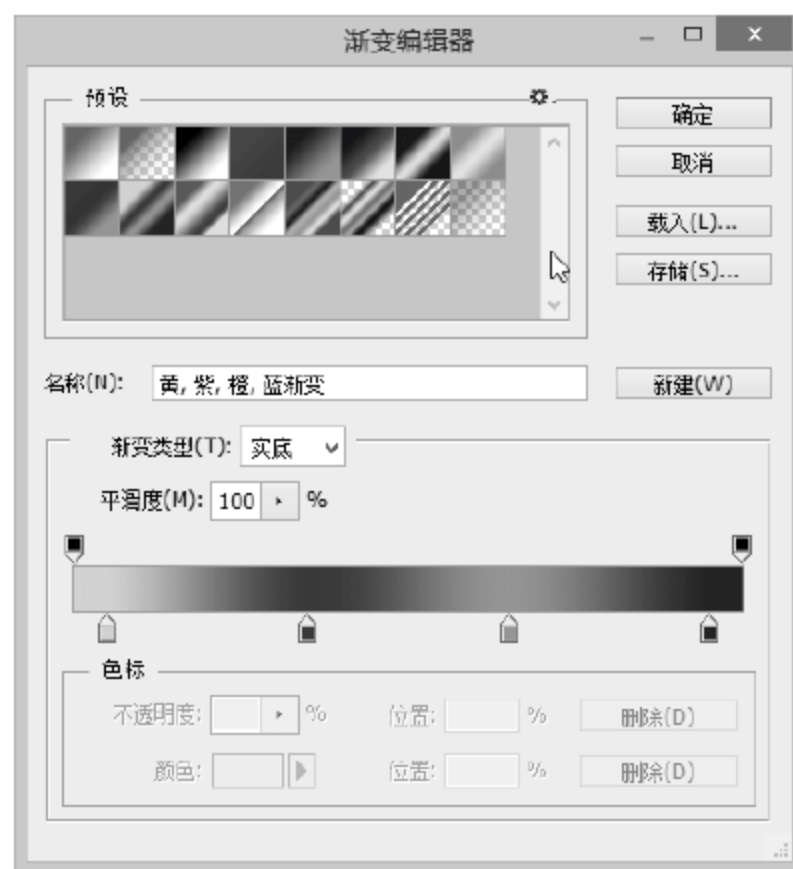 渐变编辑器
预设
确定
取消
载入(L)...
存储(S)...
名称(N): 黄, 紫, 橙, 蓝渐变
新建(W)
渐变类型(T): 实底
平滑度(M): 100 %
色标
不透明度: % 位置: % 删除(D)
颜色: 位置: % 删除(D)